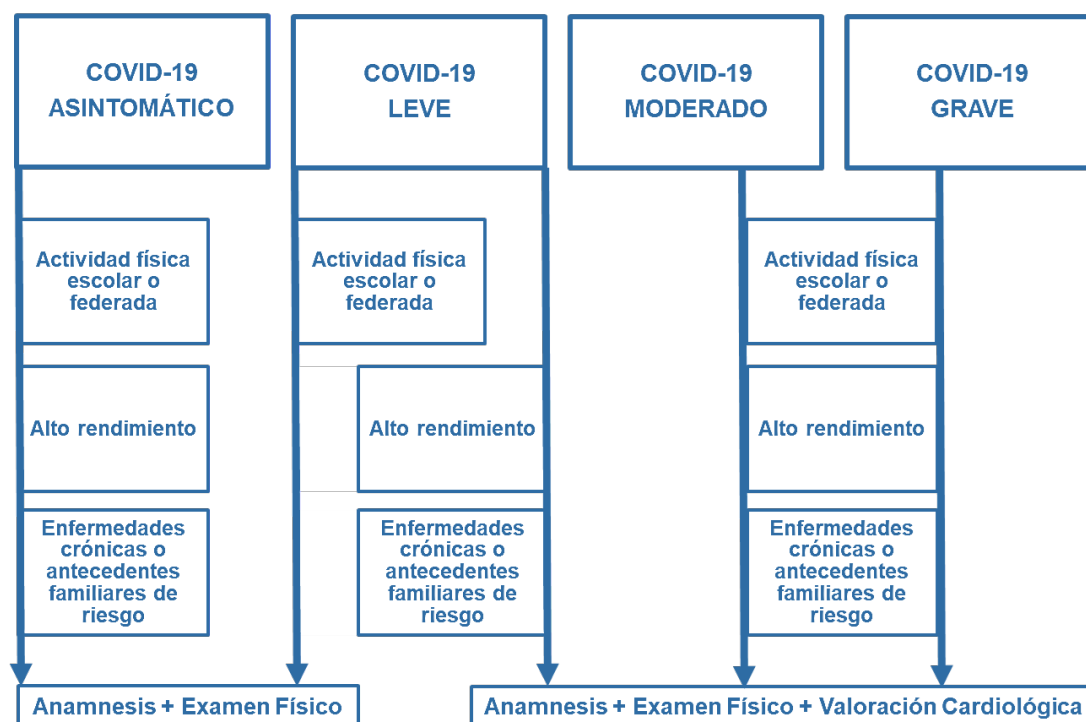 COVID-19
ASINTOMÁTICO
COVID-19
LEVE
COVID-19
MODERADO
COVID-19
GRAVE
Actividad física
escolar o
federada
Actividad física
escolar o
federada
Actividad física
escolar o
federada
Alto rendimiento
Alto rendimiento
Alto rendimiento
Enfermedades
crónicas o
antecedentes
familiares de
riesgo
Enfermedades
crónicas o
antecedentes
familiares de
riesgo
Enfermedades
crónicas o
antecedentes
familiares de
riesgo
Anamnesis + Examen Físico
Anamnesis + Examen Físico + Valoración Cardiológica